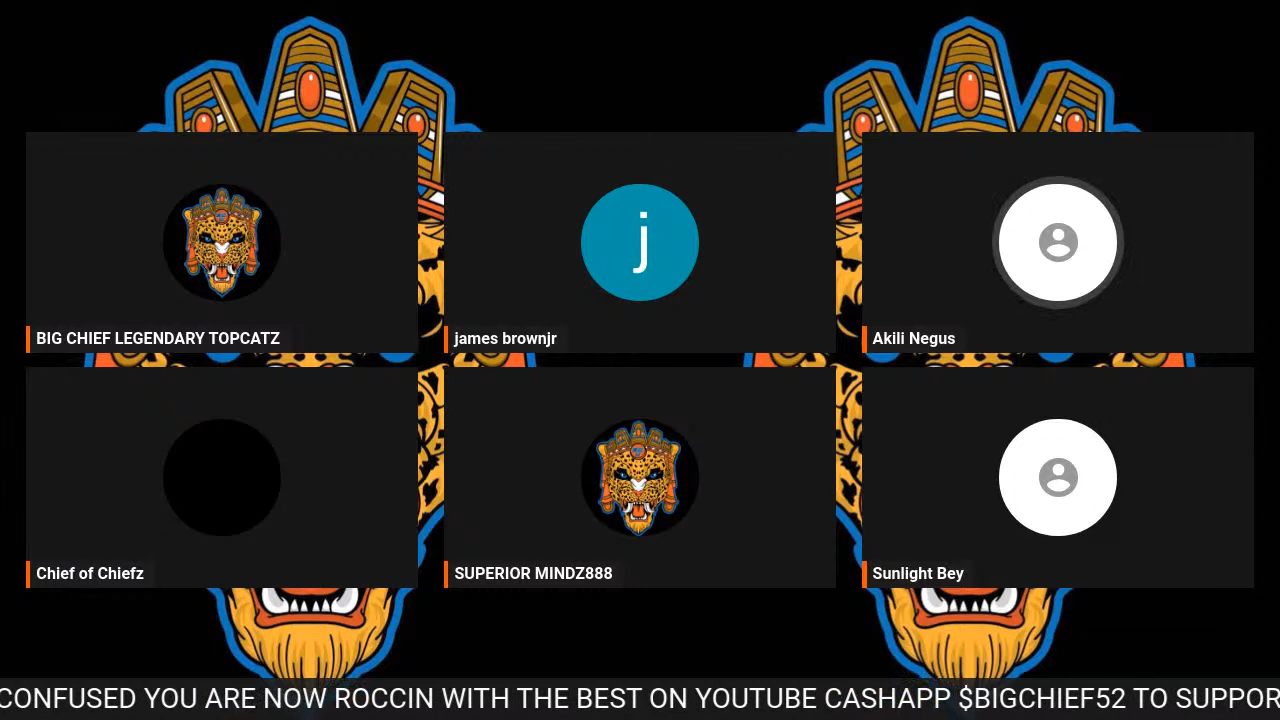 j
BIG CHIEF LEGENDARY TOPCATZ
james brownjr
Akili Negus
Chief of Chiefz
SUPERIOR MINDZ888
Sunlight Bey
CONFUSED YOU ARE NOW ROCCIN WITH THE BEST ON YOUTUBE CASHAPP $BIGCHIEF52 TO SUPPOR